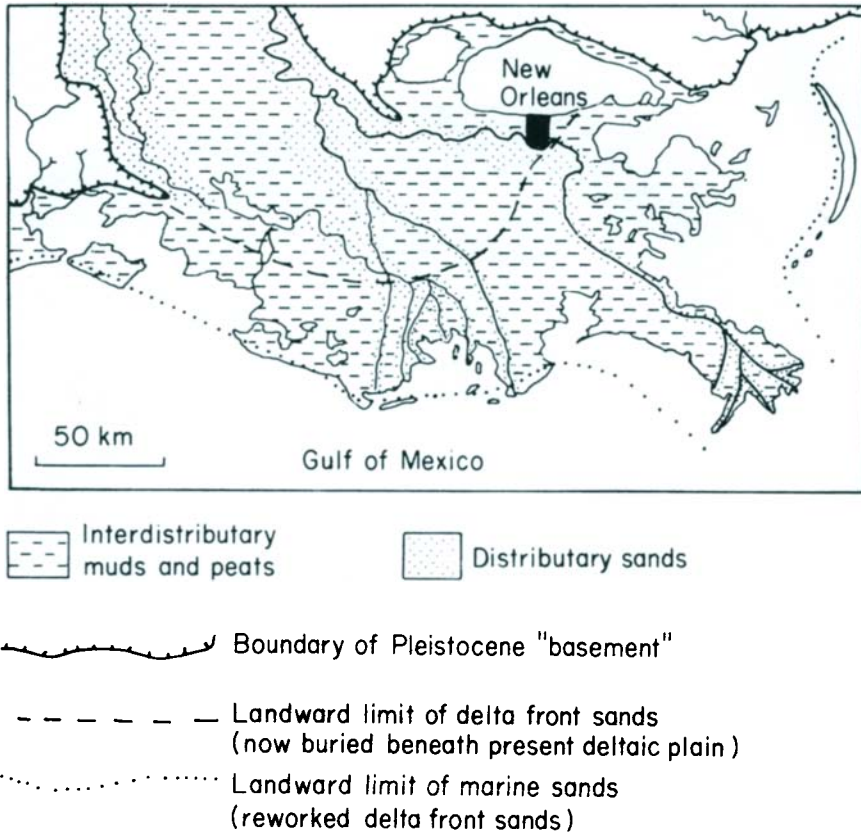 New
Orleans
50 km
Gulf of Mexico
Interdistributary
muds and peats
Distributary sands
Boundary of Pleistocene "basement"
Landward limit of delta front sands
(now buried beneath present deltaic plain)
Landward limit of marine sands
(reworked delta front sands)